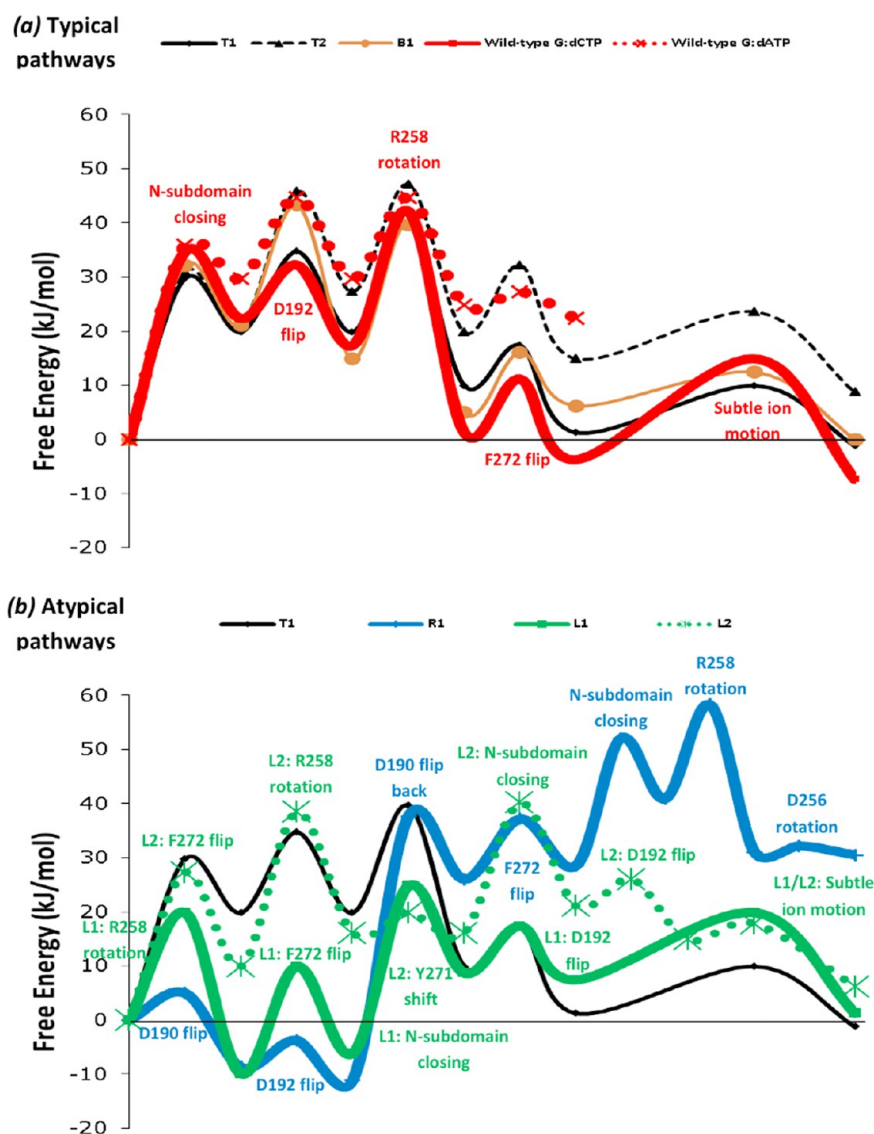 (a) Typical
pathways
T1 T2 B1 Wild-type G:dCTP Wild-type G:dATP
Free Energy (kJ/mol)
60
50
40
30
20
10
0
-10
-20
N-subdomain
closing
D192
flip
R258
rotation
F272 flip
Subtle ion
motion
(b) Atypical
pathways
T1 R1 L1 L2
Free Energy (kJ/mol)
60
50
40
30
20
10
0
-10
-20
L2: F272 flip
L1: R258
rotation
D190 flip
L2: R258
rotation
L1: F272 flip
D192 flip
D190 flip
back
L2: Y271
shift
L1: N-subdomain
closing
L2: N-subdomain
closing
F272
flip
L1: D192
flip
N-subdomain
closing
L2: D192 flip
R258
rotation
D256
rotation
L1/L2: Subtle
ion motion